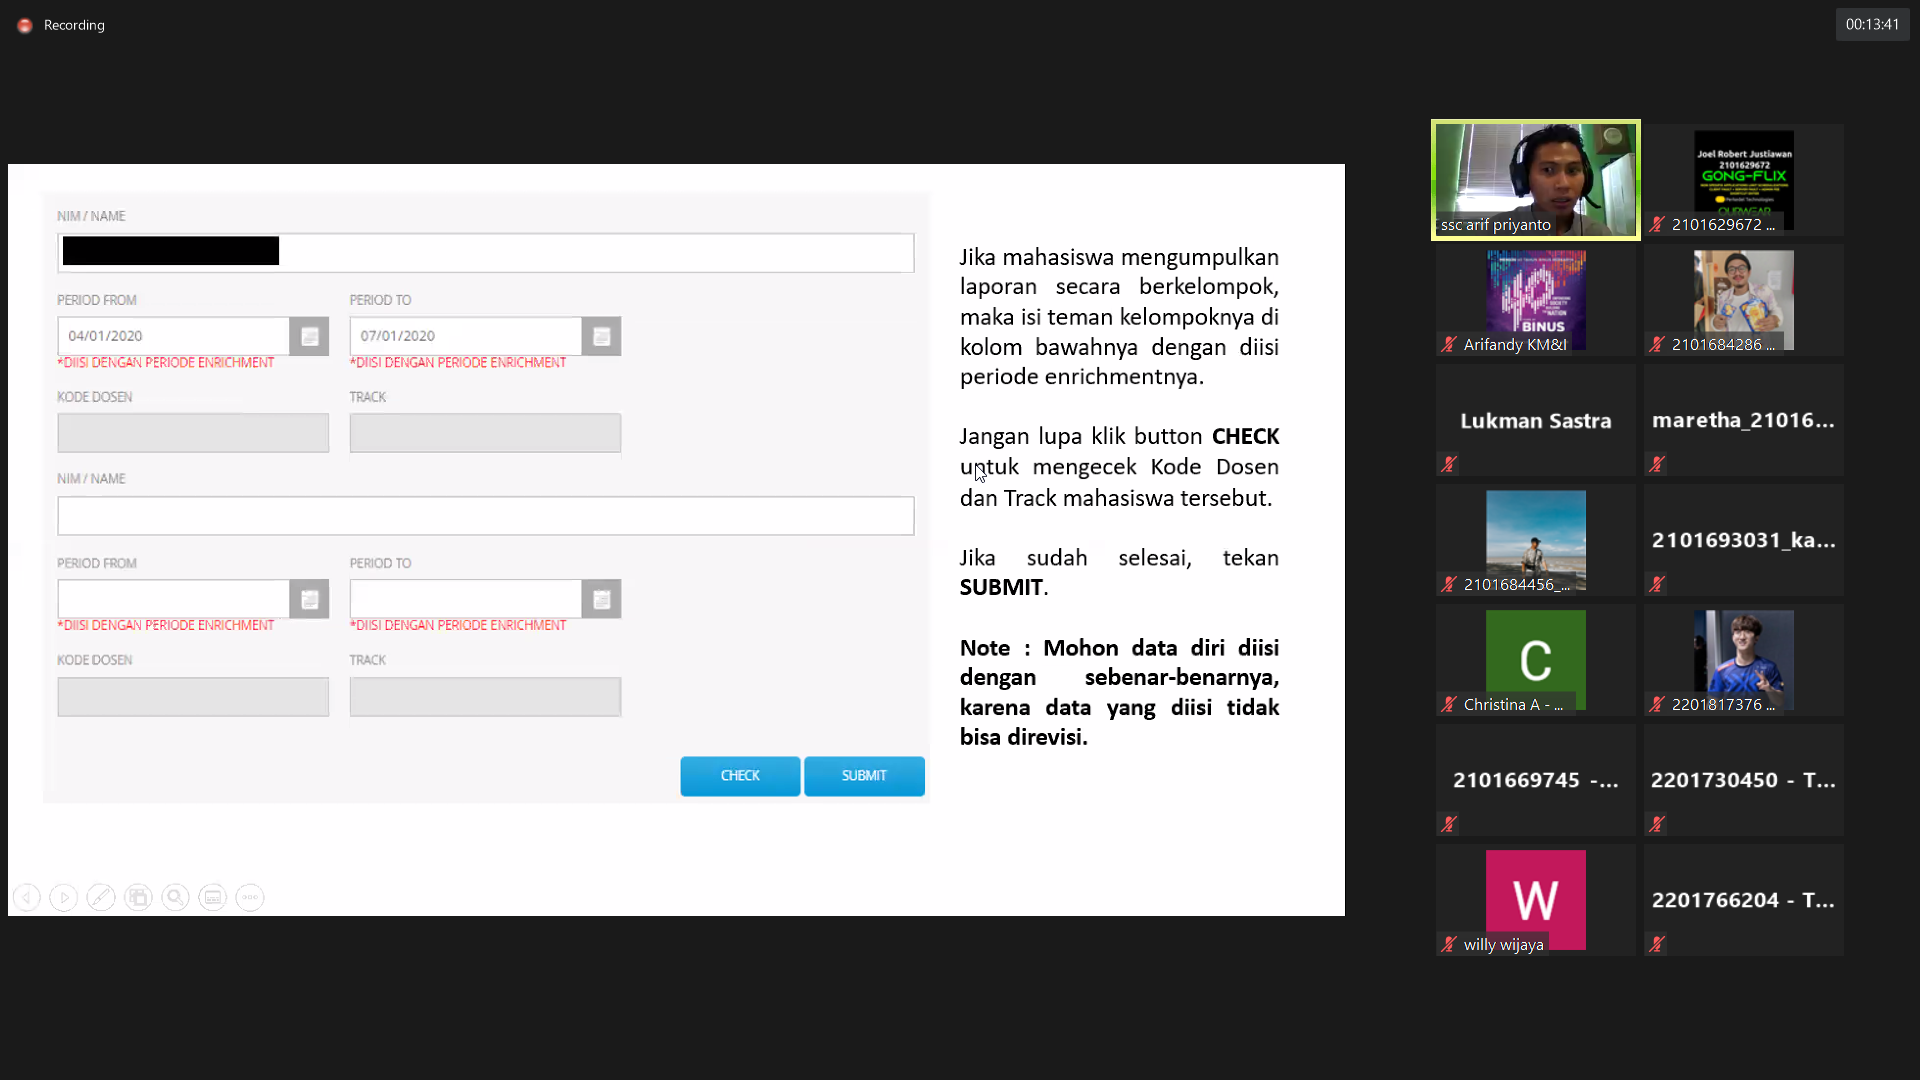 Recording
00:13:41
NIM / NAME
PERIOD FROM
PERIOD TO
04/01/2020
07/01/2020
*DIISI DENGAN PERIODE ENRICHMENT
*DIISI DENGAN PERIODE ENRICHMENT
KODE DOSEN
TRACK
NIM / NAME
PERIOD FROM
PERIOD TO
*DIISI DENGAN PERIODE ENRICHMENT
*DIISI DENGAN PERIODE ENRICHMENT
KODE DOSEN
TRACK
CHECK
SUBMIT
Jika mahasiswa mengumpulkan
laporan secara berkelompok,
maka isi teman kelompoknya di
kolom bawahnya dengan diisi
periode enrichmentnya.
Jangan lupa klik button CHECK
untuk mengecek Kode Dosen
dan Track mahasiswa tersebut.
Jika sudah selesai, tekan
SUBMIT.
Note : Mohon data diri diisi
dengan sebenar-benarnya,
karena data yang diisi tidak
bisa direvisi.
ssc arif priyanto
Joel Robert Justiawan
2101629672
GONG-FLIX
2101629672 ...
BINUS
Arifandy KM&I
2101684286 ...
Lukman Sastra
maretha_21016...
2101684456_...
2101693031_ka...
C
Christina A - ...
2201817376 ...
2101669745 -...
2201730450 - T...
W
willy wijaya
2201766204 - T...